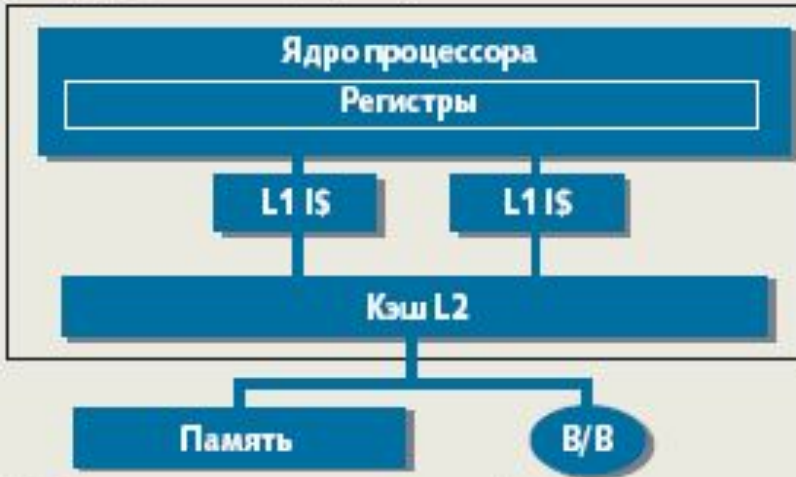 Ядро процессора
Регистры
L1 I$ L1 I$
Кэш L2
Память В/В